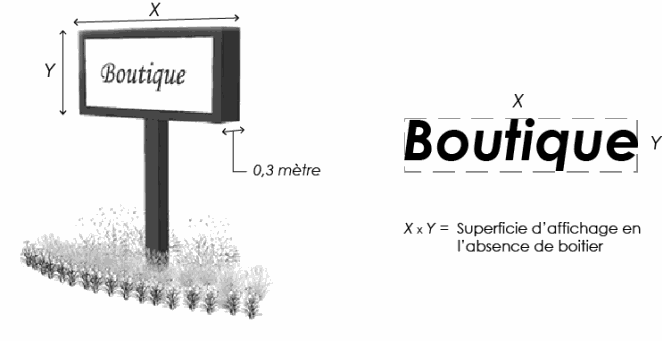 X
Y
Boutique
0,3 mètre
X
Boutique
Y
X x Y = Superficie d'affichage en
l'absence de boitier